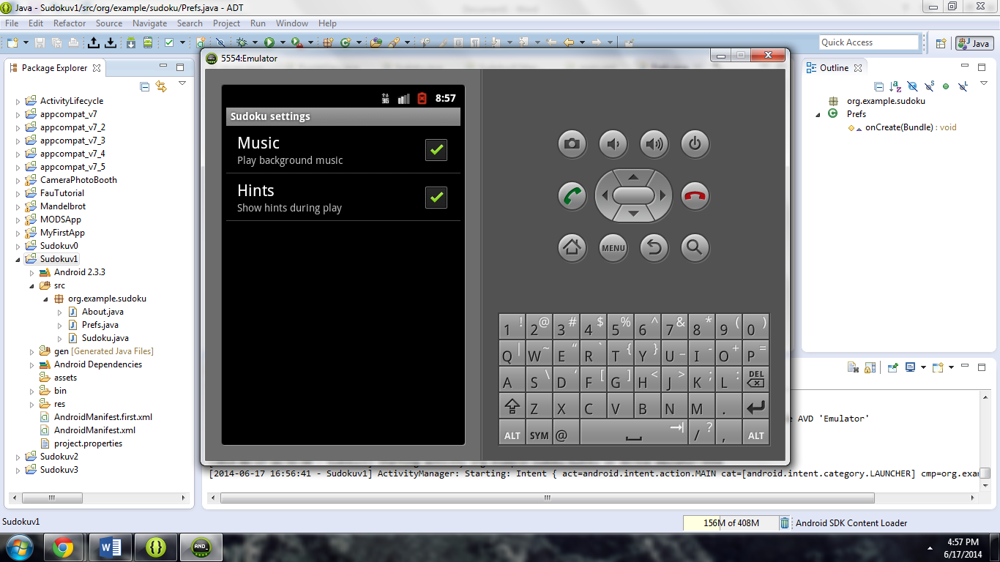 Java - Sudokuv1/src/org/example/sudoku/Prefs.java - ADT
File Edit Refactor Source Navigate Search Project Run Window Help
Quick Access
Java
Package Explorer
ActivityLifecycle
appcompat_v7
appcompat_v7_2
appcompat_v7_3
appcompat_v7_4
appcompat_v7_5
CameraPhotoBooth
FauTutorial
Mandelbrot
MODSApp
MyFirstApp
Sudokuv0
Sudokuv1
Android 2.3.3
src
org.example.sudoku
About.java
Prefs.java
Sudoku.java
gen [Generated Java Files]
Android Dependencies
assets
bin
res
AndroidManifest.first.xml
AndroidManifest.xml
project.properties
Sudokuv2
Sudokuv3
5554:Emulator
3G 8:57
Sudoku settings
Music
Play background music
Hints
Show hints during play
MENU
1 ! 2 @ 3 # 4 $ 5 % 6 ^ 7 & 8 * 9 ( 0 )
Q | W ~ E “ R ` T { Y } U _ I - O + P =
A S \ D ' F [ G ] H < J > K ; L : DEL
Z X C V B N M .
ALT SYM @ / ? , ALT
Outline
org.example.sudoku
Prefs
onCreate(Bundle) : void
e AVD 'Emulator'
[2014-06-17 16:56:41 - Sudokuv1] ActivityManager: Starting: Intent { act=android.intent.action.MAIN cat=[android.intent.category.LAUNCHER] cmp=org.exam
Sudokuv1
156M of 408M
Android SDK Content Loader
AND_
4:57 PM
6/17/2014